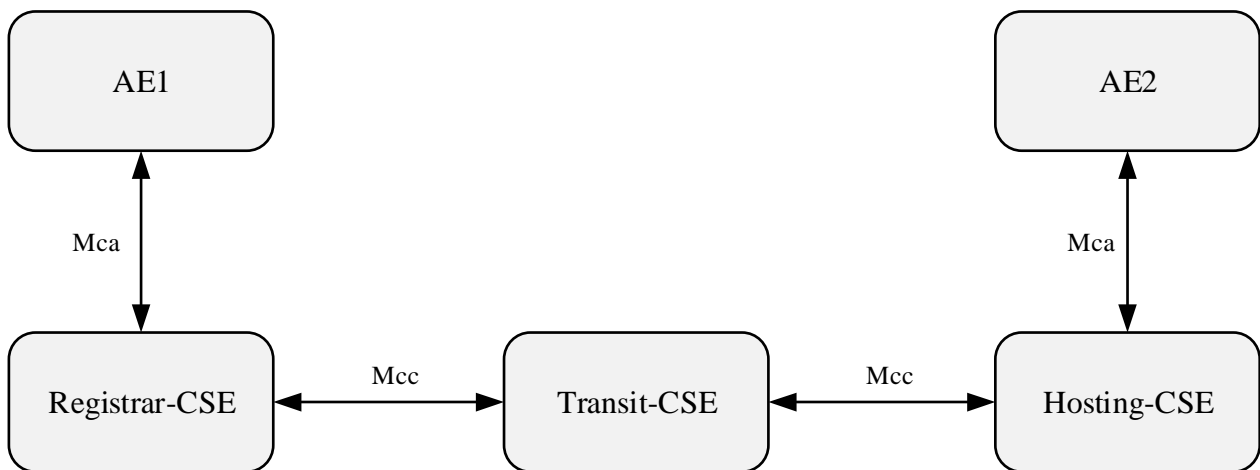 AE1
AE2
Mca
Mca
Mcc
Mcc
Registrar-CSE
Transit-CSE
Hosting-CSE